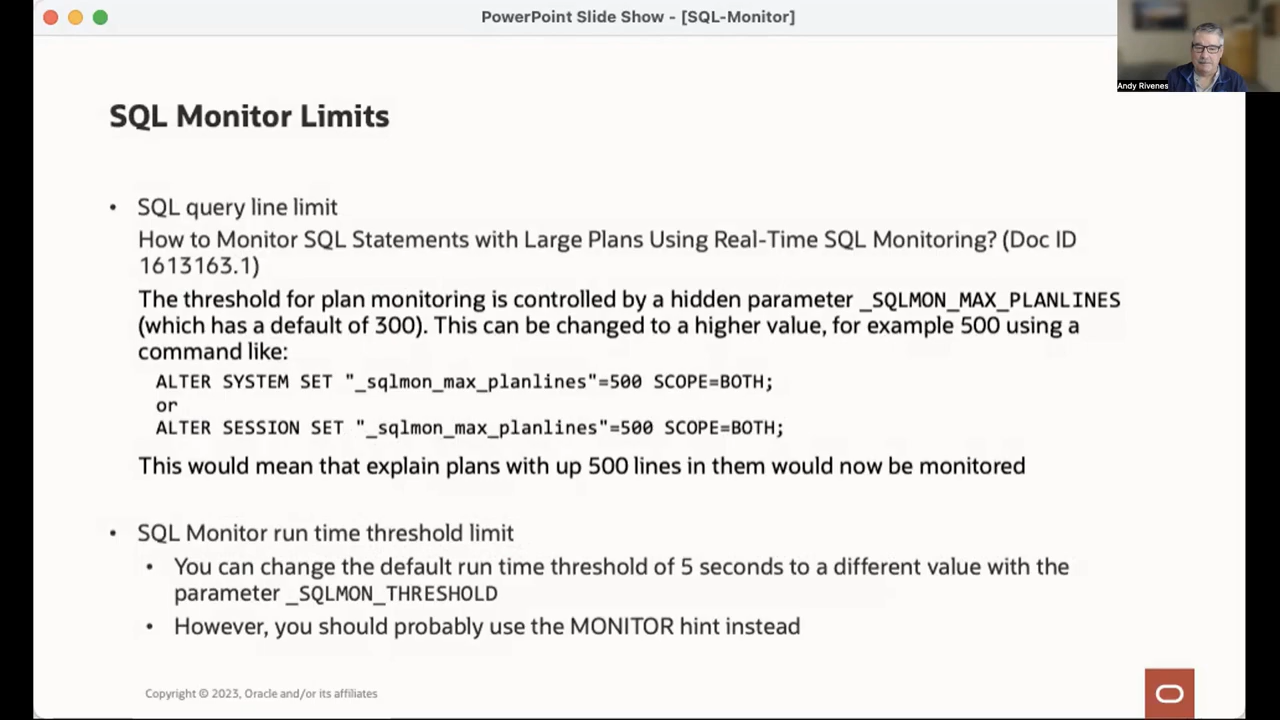 PowerPoint Slide Show - [SQL-Monitor]
Andy Rivenes
SQL Monitor Limits
• SQL query line limit
How to Monitor SQL Statements with Large Plans Using Real-Time SQL Monitoring? (Doc ID
1613163.1)
The threshold for plan monitoring is controlled by a hidden parameter _SQLMON_MAX_PLANLINES
(which has a default of 300). This can be changed to a higher value, for example 500 using a
command like:
ALTER SYSTEM SET "_sqlmon_max_planlines"=500 SCOPE=BOTH;
or
ALTER SESSION SET "_sqlmon_max_planlines"=500 SCOPE=BOTH;
This would mean that explain plans with up 500 lines in them would now be monitored
• SQL Monitor run time threshold limit
• You can change the default run time threshold of 5 seconds to a different value with the
parameter _SQLMON_THRESHOLD
• However, you should probably use the MONITOR hint instead
Copyright © 2023, Oracle and/or its affiliates